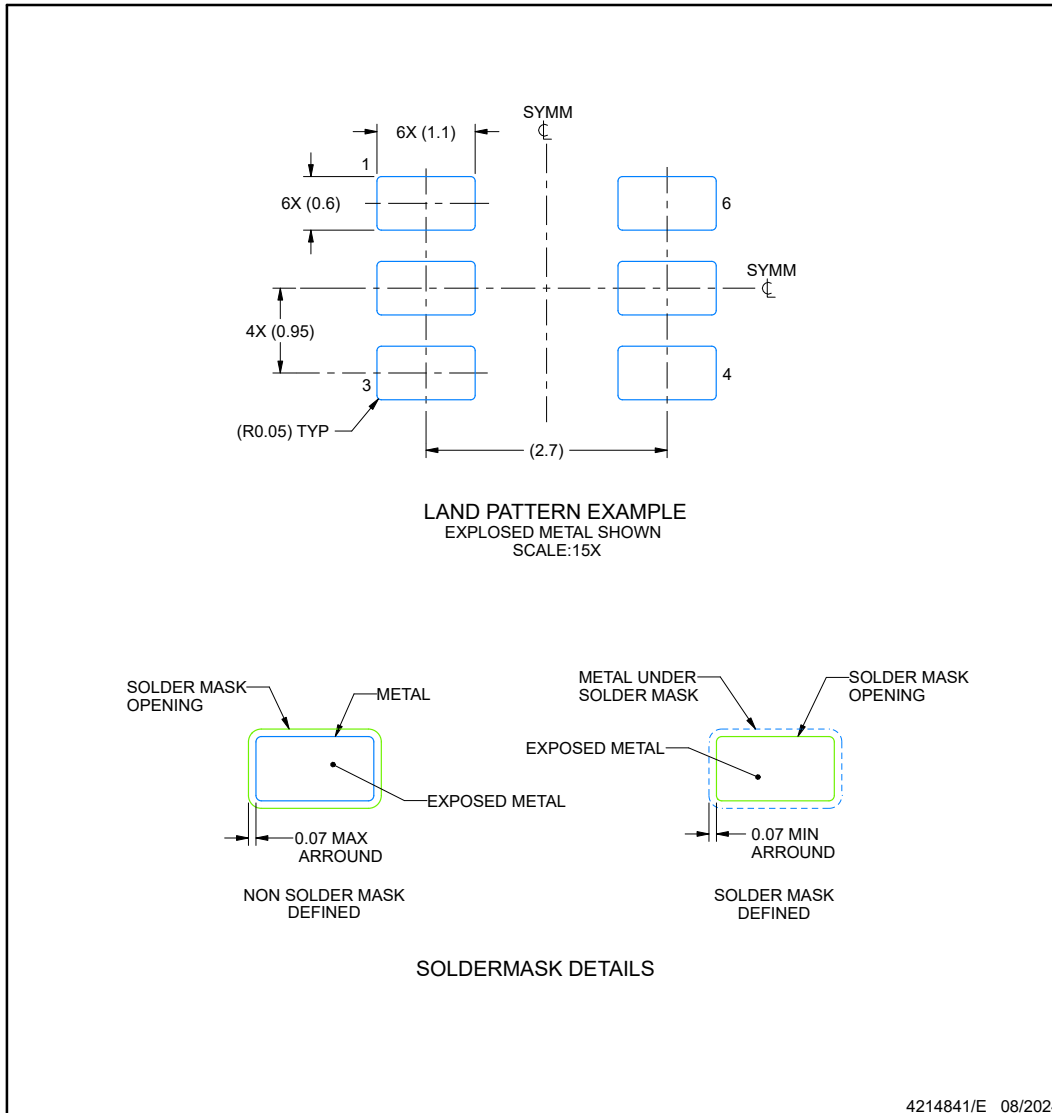 SYMM
℄
6X (1.1)
1
6X (0.6)
6
SYMM
℄
4X (0.95)
3
4
(R0.05) TYP
(2.7)
LAND PATTERN EXAMPLE
EXPLOSED METAL SHOWN
SCALE:15X
SOLDER MASK
OPENING
METAL
EXPOSED METAL
0.07 MAX
ARROUND
NON SOLDER MASK
DEFINED
METAL UNDER
SOLDER MASK
SOLDER MASK
OPENING
EXPOSED METAL
0.07 MIN
ARROUND
SOLDER MASK
DEFINED
SOLDERMASK DETAILS
4214841/E 08/202